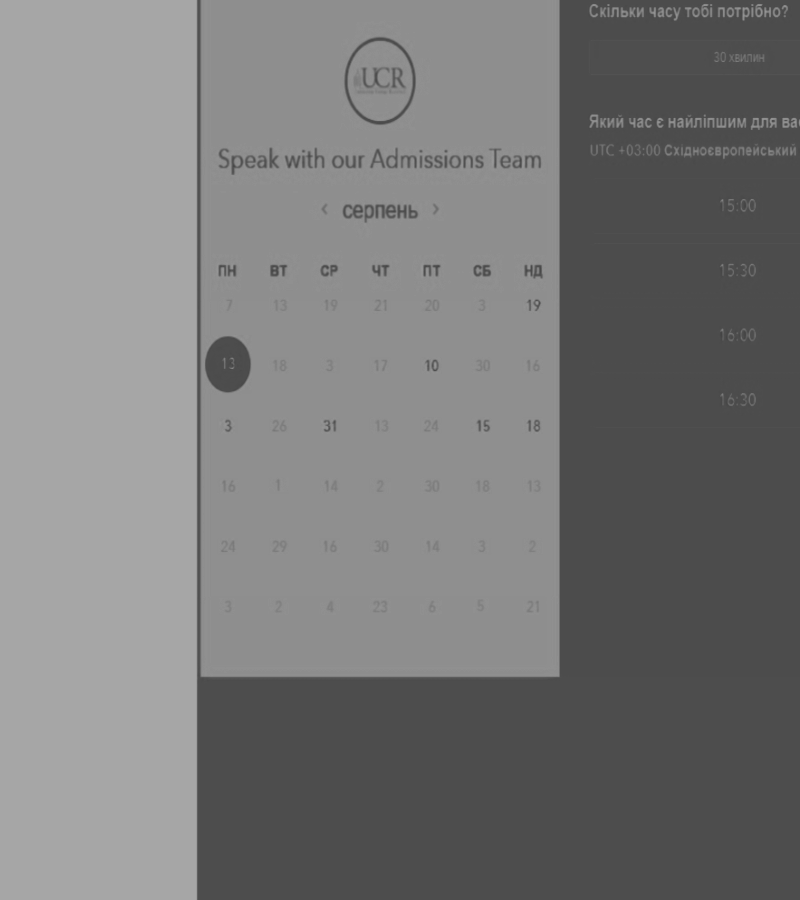 UCR
Speak with our Admissions Team
‹ серпень ›
ПН ВТ СР ЧТ ПТ СБ НД
7 13 19 21 20 3 19
13 18 3 17 10 30 16
3 26 31 13 24 15 18
16 1 14 2 30 18 13
24 29 16 30 14 3 2
3 2 4 23 6 5 21
Скільки часу тобі потрібно?
30 хвилин
Який час є найліпшим для
UTC +03:00 Східноєвропейський
15:00
15:30
16:00
16:30